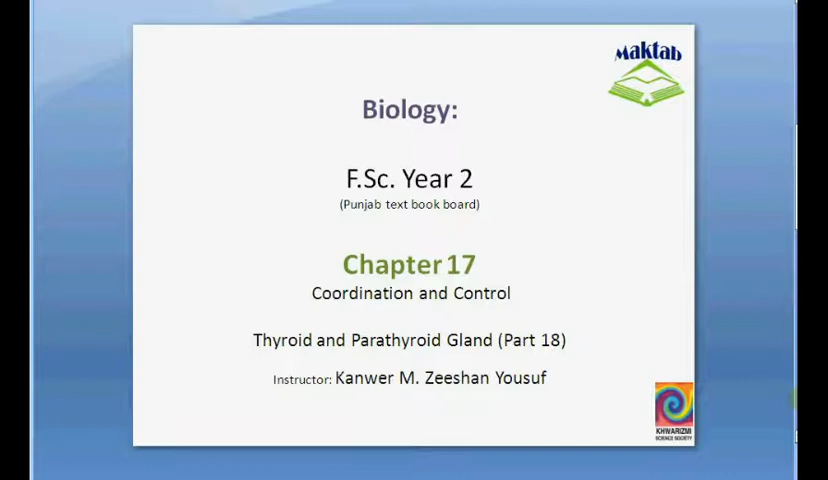 Maktab
Biology:
F.Sc. Year 2
(Punjab text book board)
Chapter 17
Coordination and Control
Thyroid and Parathyroid Gland (Part 18)
Instructor: Kanwer M. Zeeshan Yousuf
KHWARIZMI
SCIENCE SOCIETY